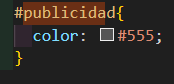 #publicidad{
color: #555;
}